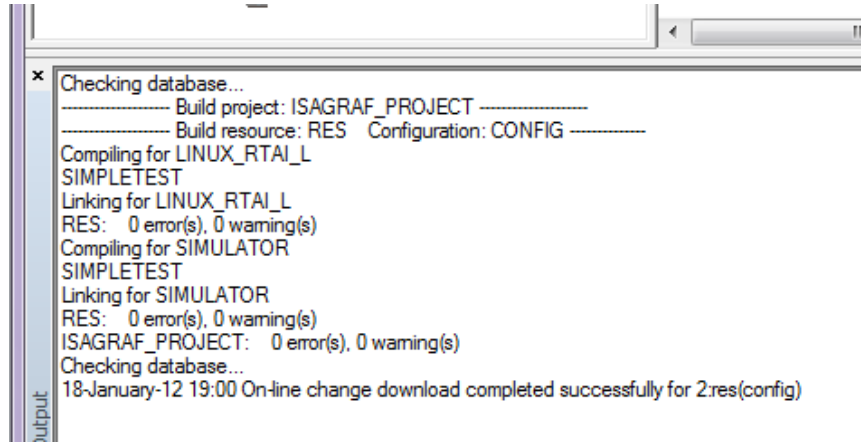 Checking database...
-------------------- Build project: ISAGRAF_PROJECT --------------------
-------------------- Build resource: RES    Configuration: CONFIG --------------
Compiling for LINUX_RTAI_L
SIMPLETEST
Linking for LINUX_RTAI_L
RES:    0 error(s), 0 warning(s)
Compiling for SIMULATOR
SIMPLETEST
Linking for SIMULATOR
RES:    0 error(s), 0 warning(s)
ISAGRAF_PROJECT:    0 error(s), 0 warning(s)
Checking database...
18-January-12 19:00 On-line change download completed successfully for 2:res(config)
Output